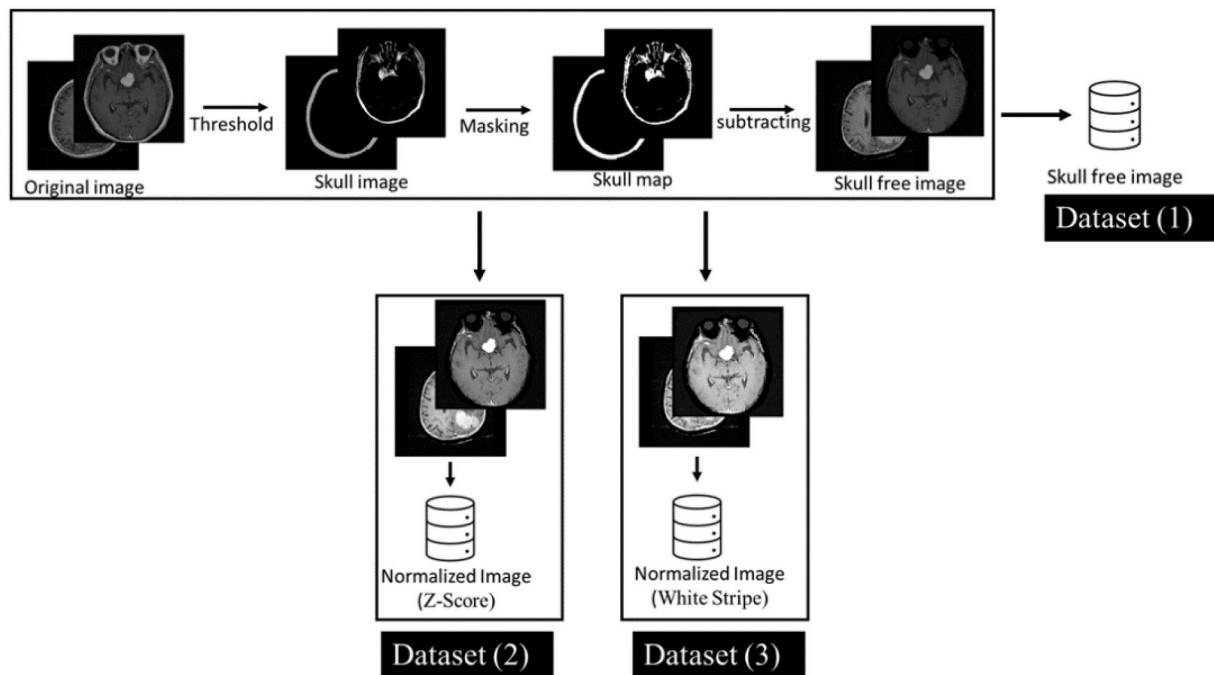 Threshold
Masking
subtracting
Original image
Skull image
Skull map
Skull free image
Skull free image
Dataset (1)
Normalized Image
(Z-Score)
Dataset (2)
Normalized Image
(White Stripe)
Dataset (3)